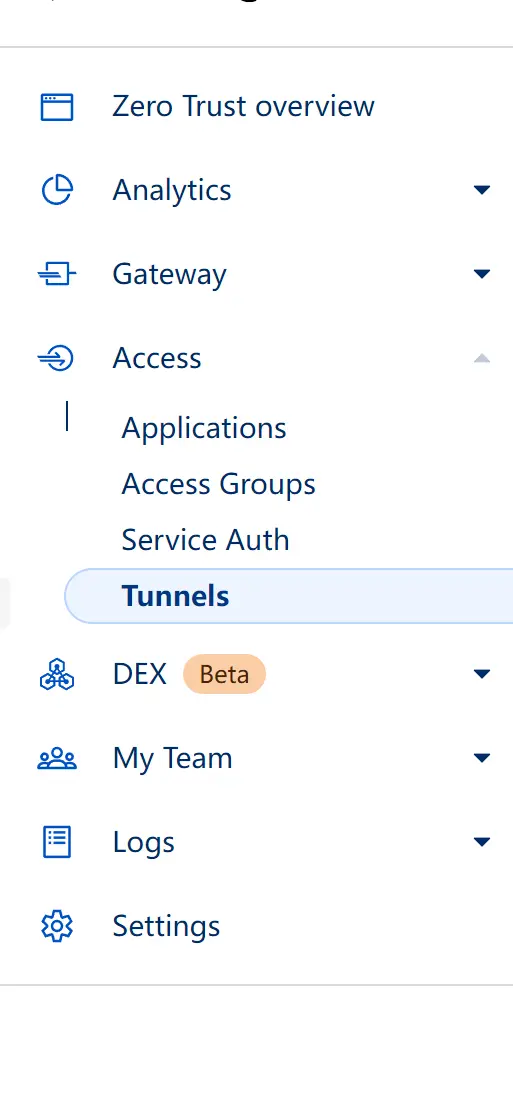 Zero Trust overview
Analytics
Gateway
Access
Applications
Access Groups
Service Auth
Tunnels
DEX Beta
My Team
Logs
Settings